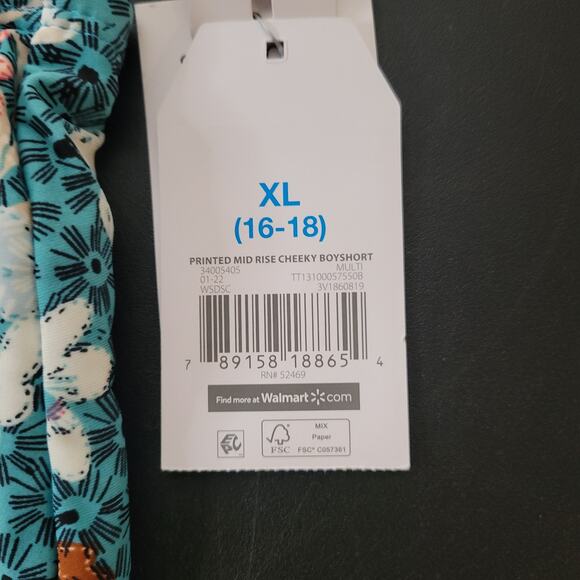 XL
(16-18)
PRINTED MID RISE CHEEKY BOYSHORT
34005405 MULTI
01-22 TT13100057550B
WSDSC 3V1860819
7 89158 18865 4
RN# 52469
Find more at Walmart.com
EPC
FSC
MIX
Paper
FSC® C057361